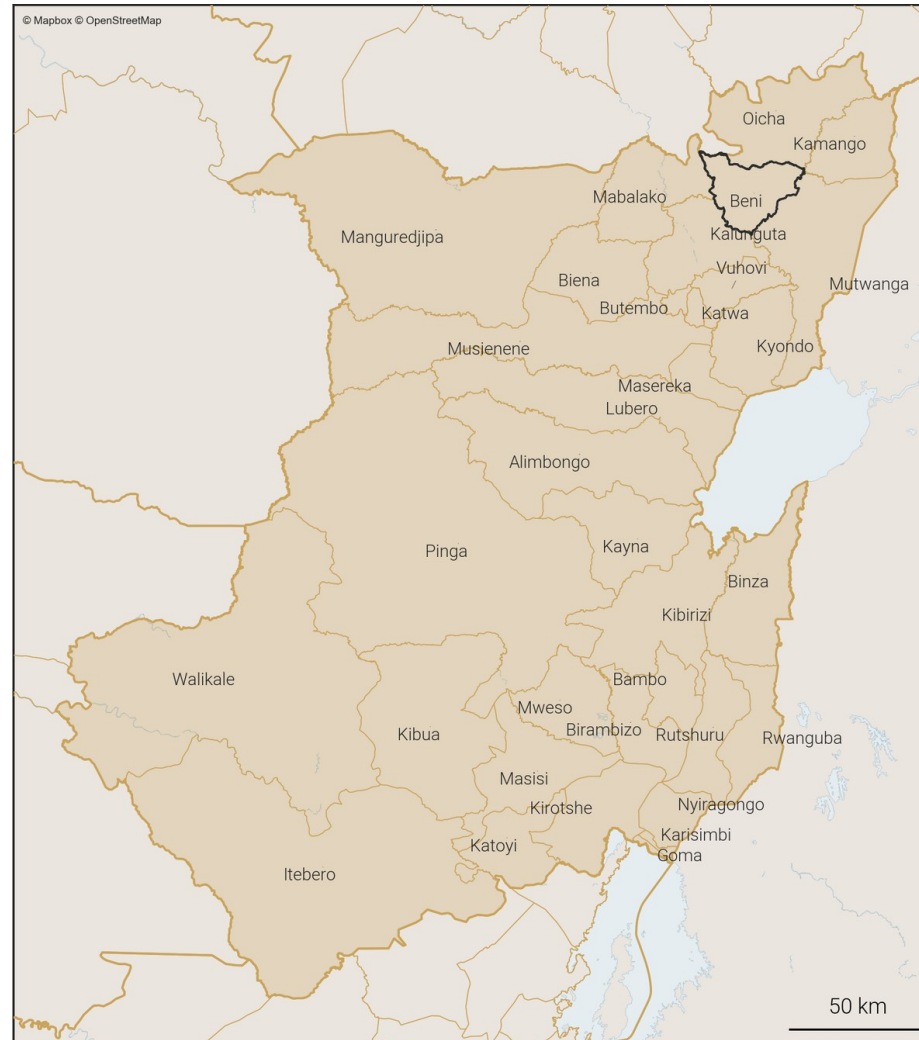 © Mapbox © OpenStreetMap
Oicha
Kamango
Mabalako
Beni
Manguredjipa
Kalunguta
Vuhovi
Biena
Mutwanga
Butembo
Katwa
Musienene
Kyondo
Masereka
Lubero
Alimbongo
Pinga
Kayna
Binza
Kibirizi
Walikale
Bambo
Mweso
Birambizo
Kibua
Rutshuru
Rwanguba
Masisi
Kirotshe
Nyiragongo
Karisimbi
Katoyi
Goma
Itebero
50 km